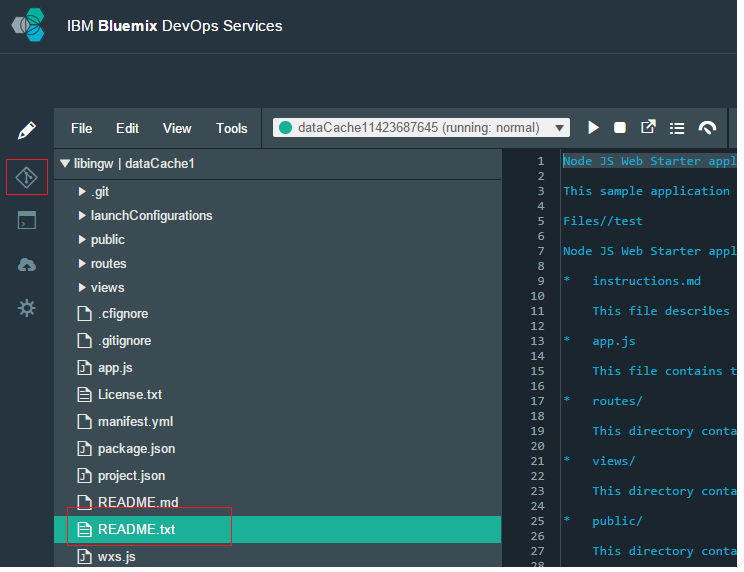 IBM Bluemix DevOps Services
File Edit View Tools dataCache11423687645 (running: normal)
libingw | dataCache1
.git
launchConfigurations
public
routes
views
.cfignore
.gitignore
app.js
License.txt
manifest.yml
package.json
project.json
README.md
README.txt
wxs.js
1 Node JS Web Starter appl
2
3 This sample application
4
5 Files//test
6
7 Node JS Web Starter appl
8
9 * instructions.md
10
11 This file describes
12
13 * app.js
14
15 This file contains t
16
17 * routes/
18
19 This directory conta
20
21 * views/
22
23 This directory conta
24
25 * public/
26
27 This directory conta
28